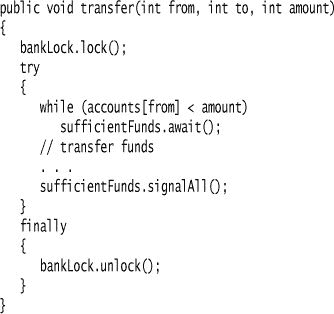 public void transfer(int from, int to, int amount)
{
   bankLock.lock();
   try
   {
      while (accounts[from] < amount)
         sufficientFunds.await();
      // transfer funds
      . . .
      sufficientFunds.signalAll();
   }
   finally
   {
      bankLock.unlock();
   }
}